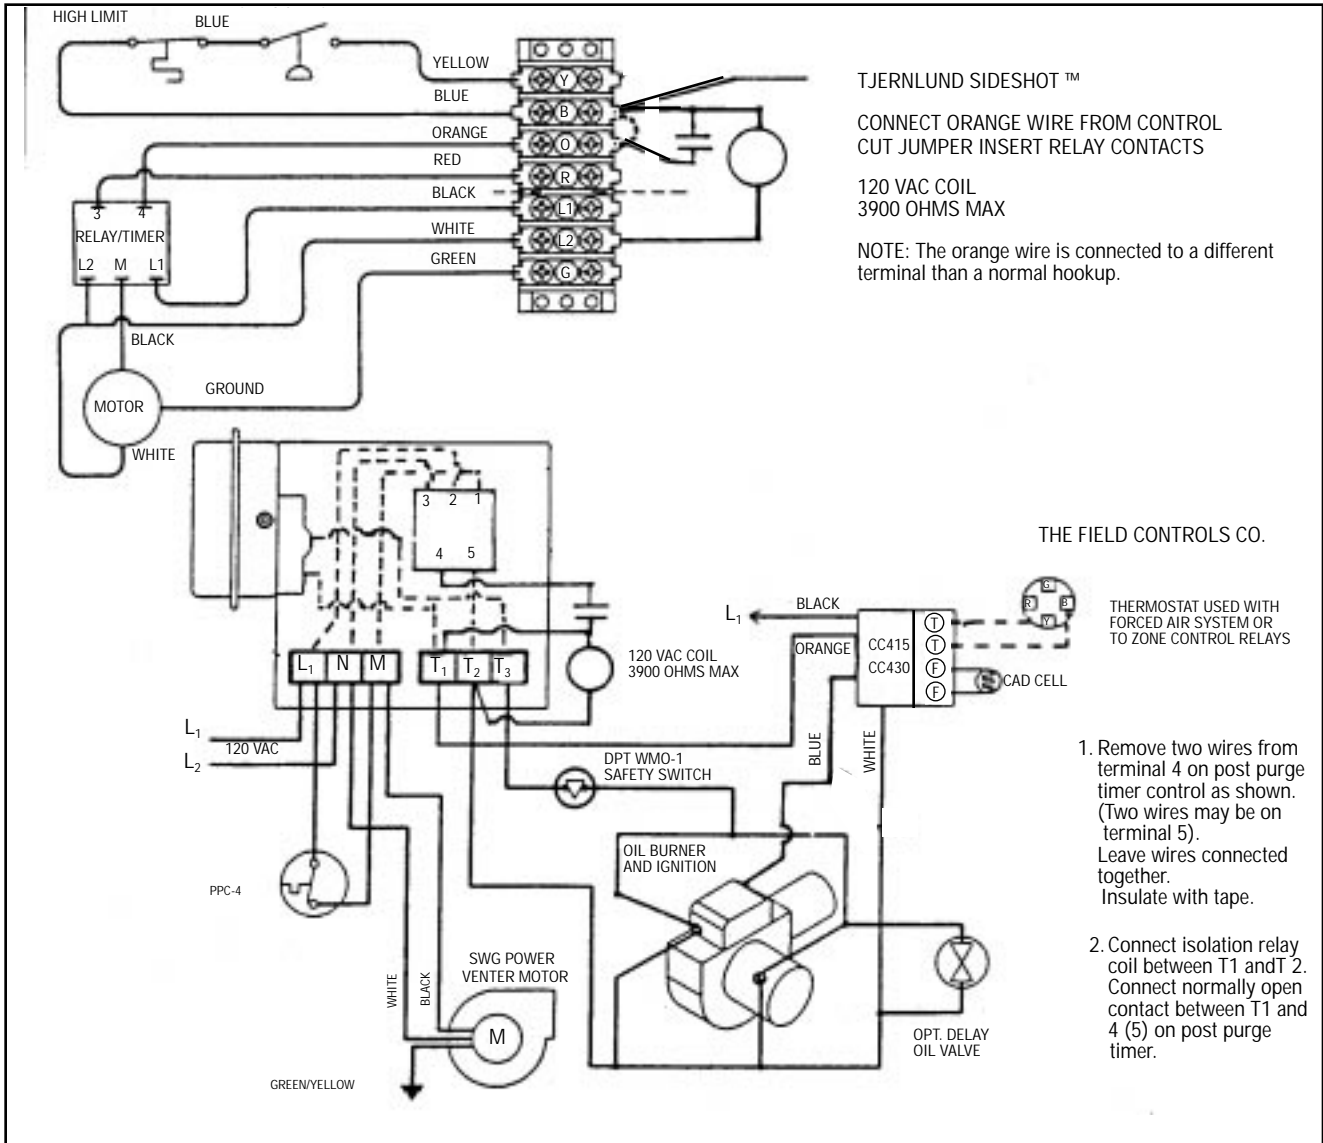 HIGH LIMIT
BLUE
YELLOW
BLUE
ORANGE
RED
BLACK
WHITE
GREEN
Y
B
O
R
L1
L2
G
TJERNLUND SIDESHOT ™
CONNECT ORANGE WIRE FROM CONTROL
CUT JUMPER INSERT RELAY CONTACTS
120 VAC COIL
3900 OHMS MAX
NOTE: The orange wire is connected to a different
terminal than a normal hookup.
3 4
RELAY/TIMER
L2 M L1
BLACK
GROUND
MOTOR
WHITE
3 2 1
4 5
L1 N M
T1 T2 T3
120 VAC COIL
3900 OHMS MAX
L1
120 VAC
L2
DPT WMO-1
SAFETY SWITCH
PPC-4
WHITE
BLACK
SWG POWER
VENTER MOTOR
M
GREEN/YELLOW
OIL BURNER
AND IGNITION
THE FIELD CONTROLS CO.
L1
BLACK
ORANGE
CC415
CC430
T
T
F
F
G
R
B
Y
THERMOSTAT USED WITH
FORCED AIR SYSTEM OR
TO ZONE CONTROL RELAYS
CAD CELL
BLUE
WHITE
OPT. DELAY
OIL VALVE
1. Remove two wires from
terminal 4 on post purge
timer control as shown.
(Two wires may be on
terminal 5).
Leave wires connected
together.
Insulate with tape.
2. Connect isolation relay
coil between T1 andT 2.
Connect normally open
contact between T1 and
4 (5) on post purge
timer.